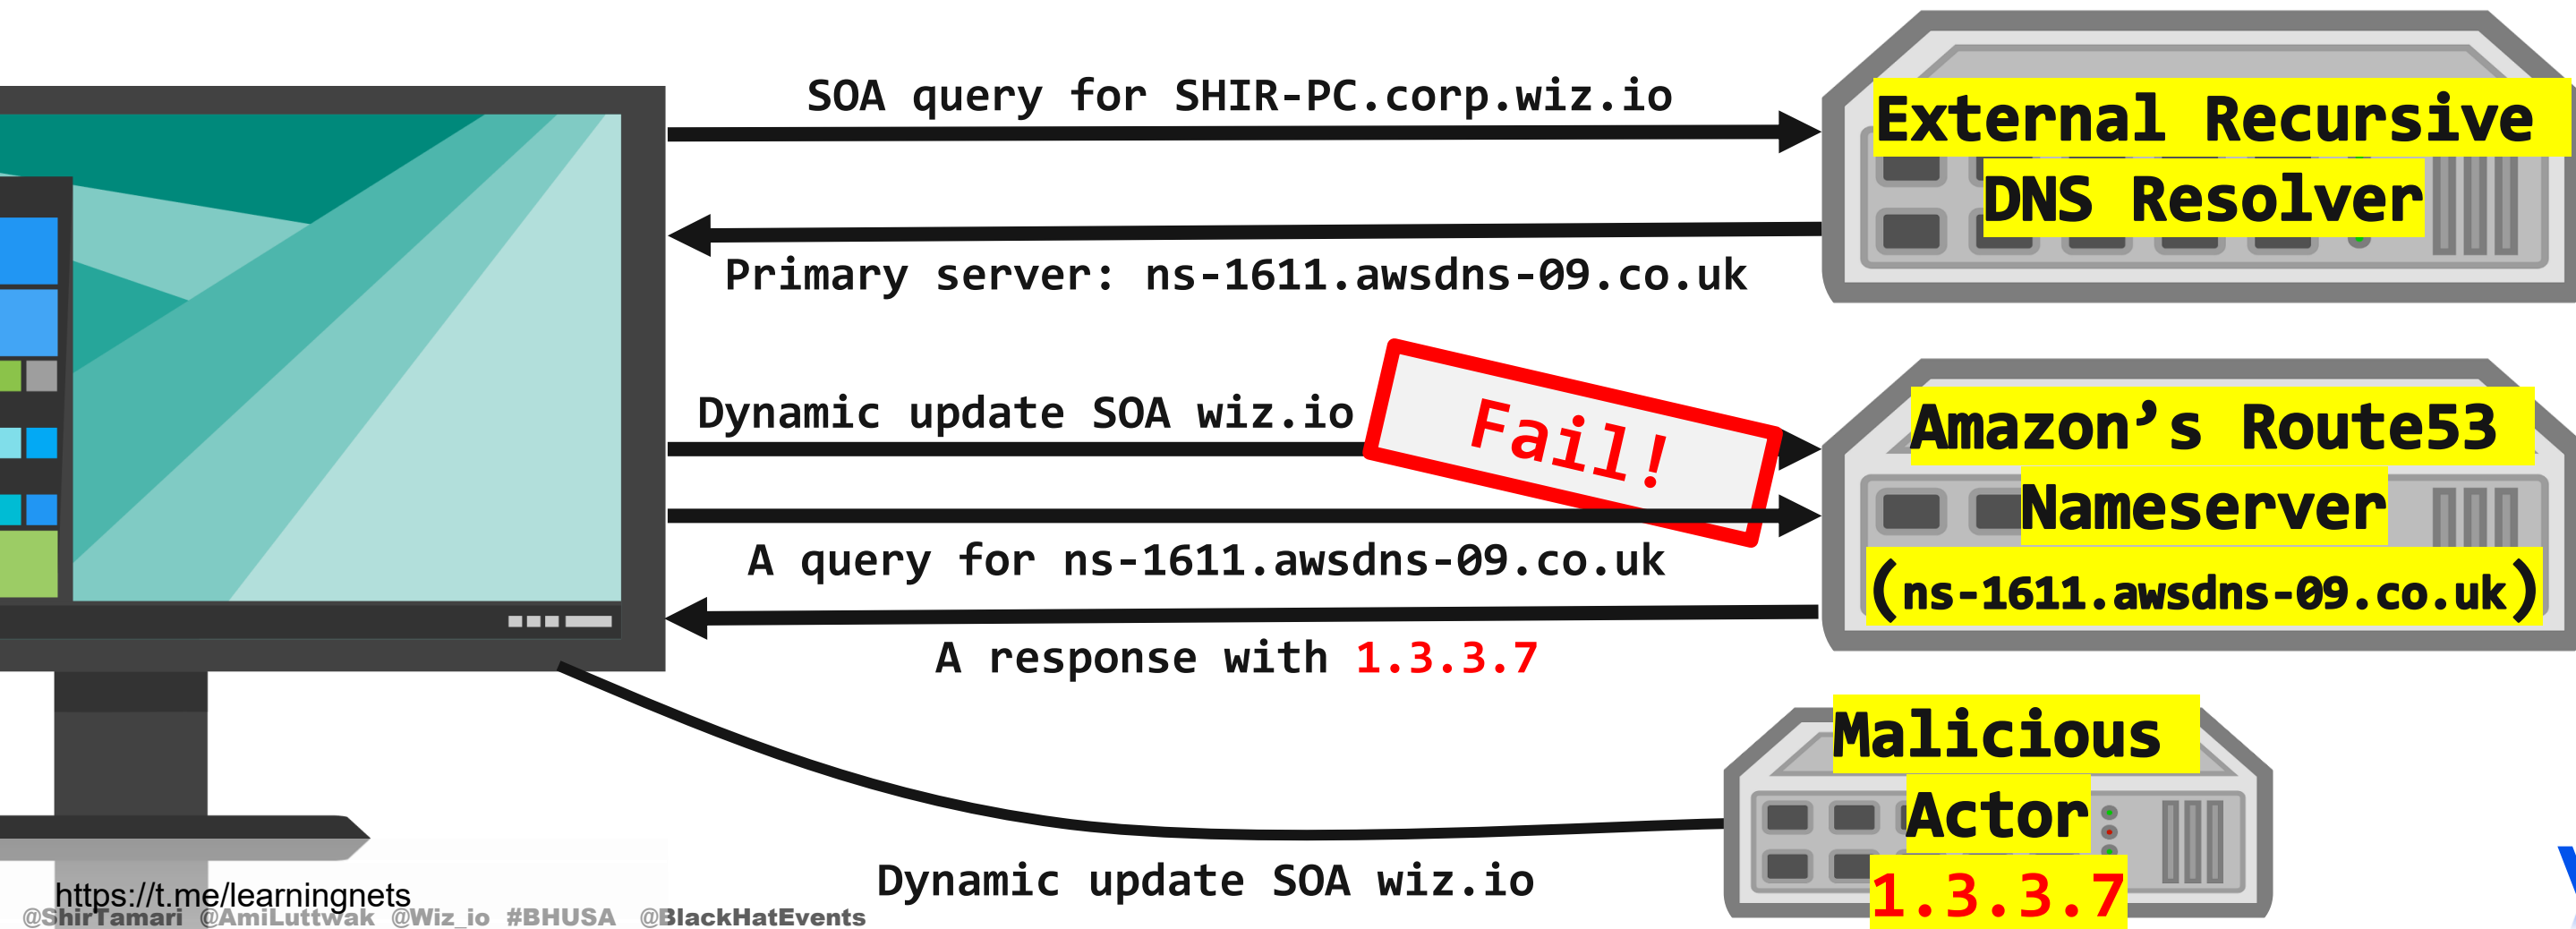 SOA query for SHIR-PC.corp.wiz.io
External Recursive
DNS Resolver
Primary server: ns-1611.awsdns-09.co.uk
Dynamic update SOA wiz.io
Fail!
Amazon’s Route53
Nameserver
(ns-1611.awsdns-09.co.uk)
A query for ns-1611.awsdns-09.co.uk
A response with 1.3.3.7
Malicious
Actor
1.3.3.7
Dynamic update SOA wiz.io
https://t.me/learningnets
@ShirTamari @AmiLuttwak @Wiz_io #BHUSA @BlackHatEvents